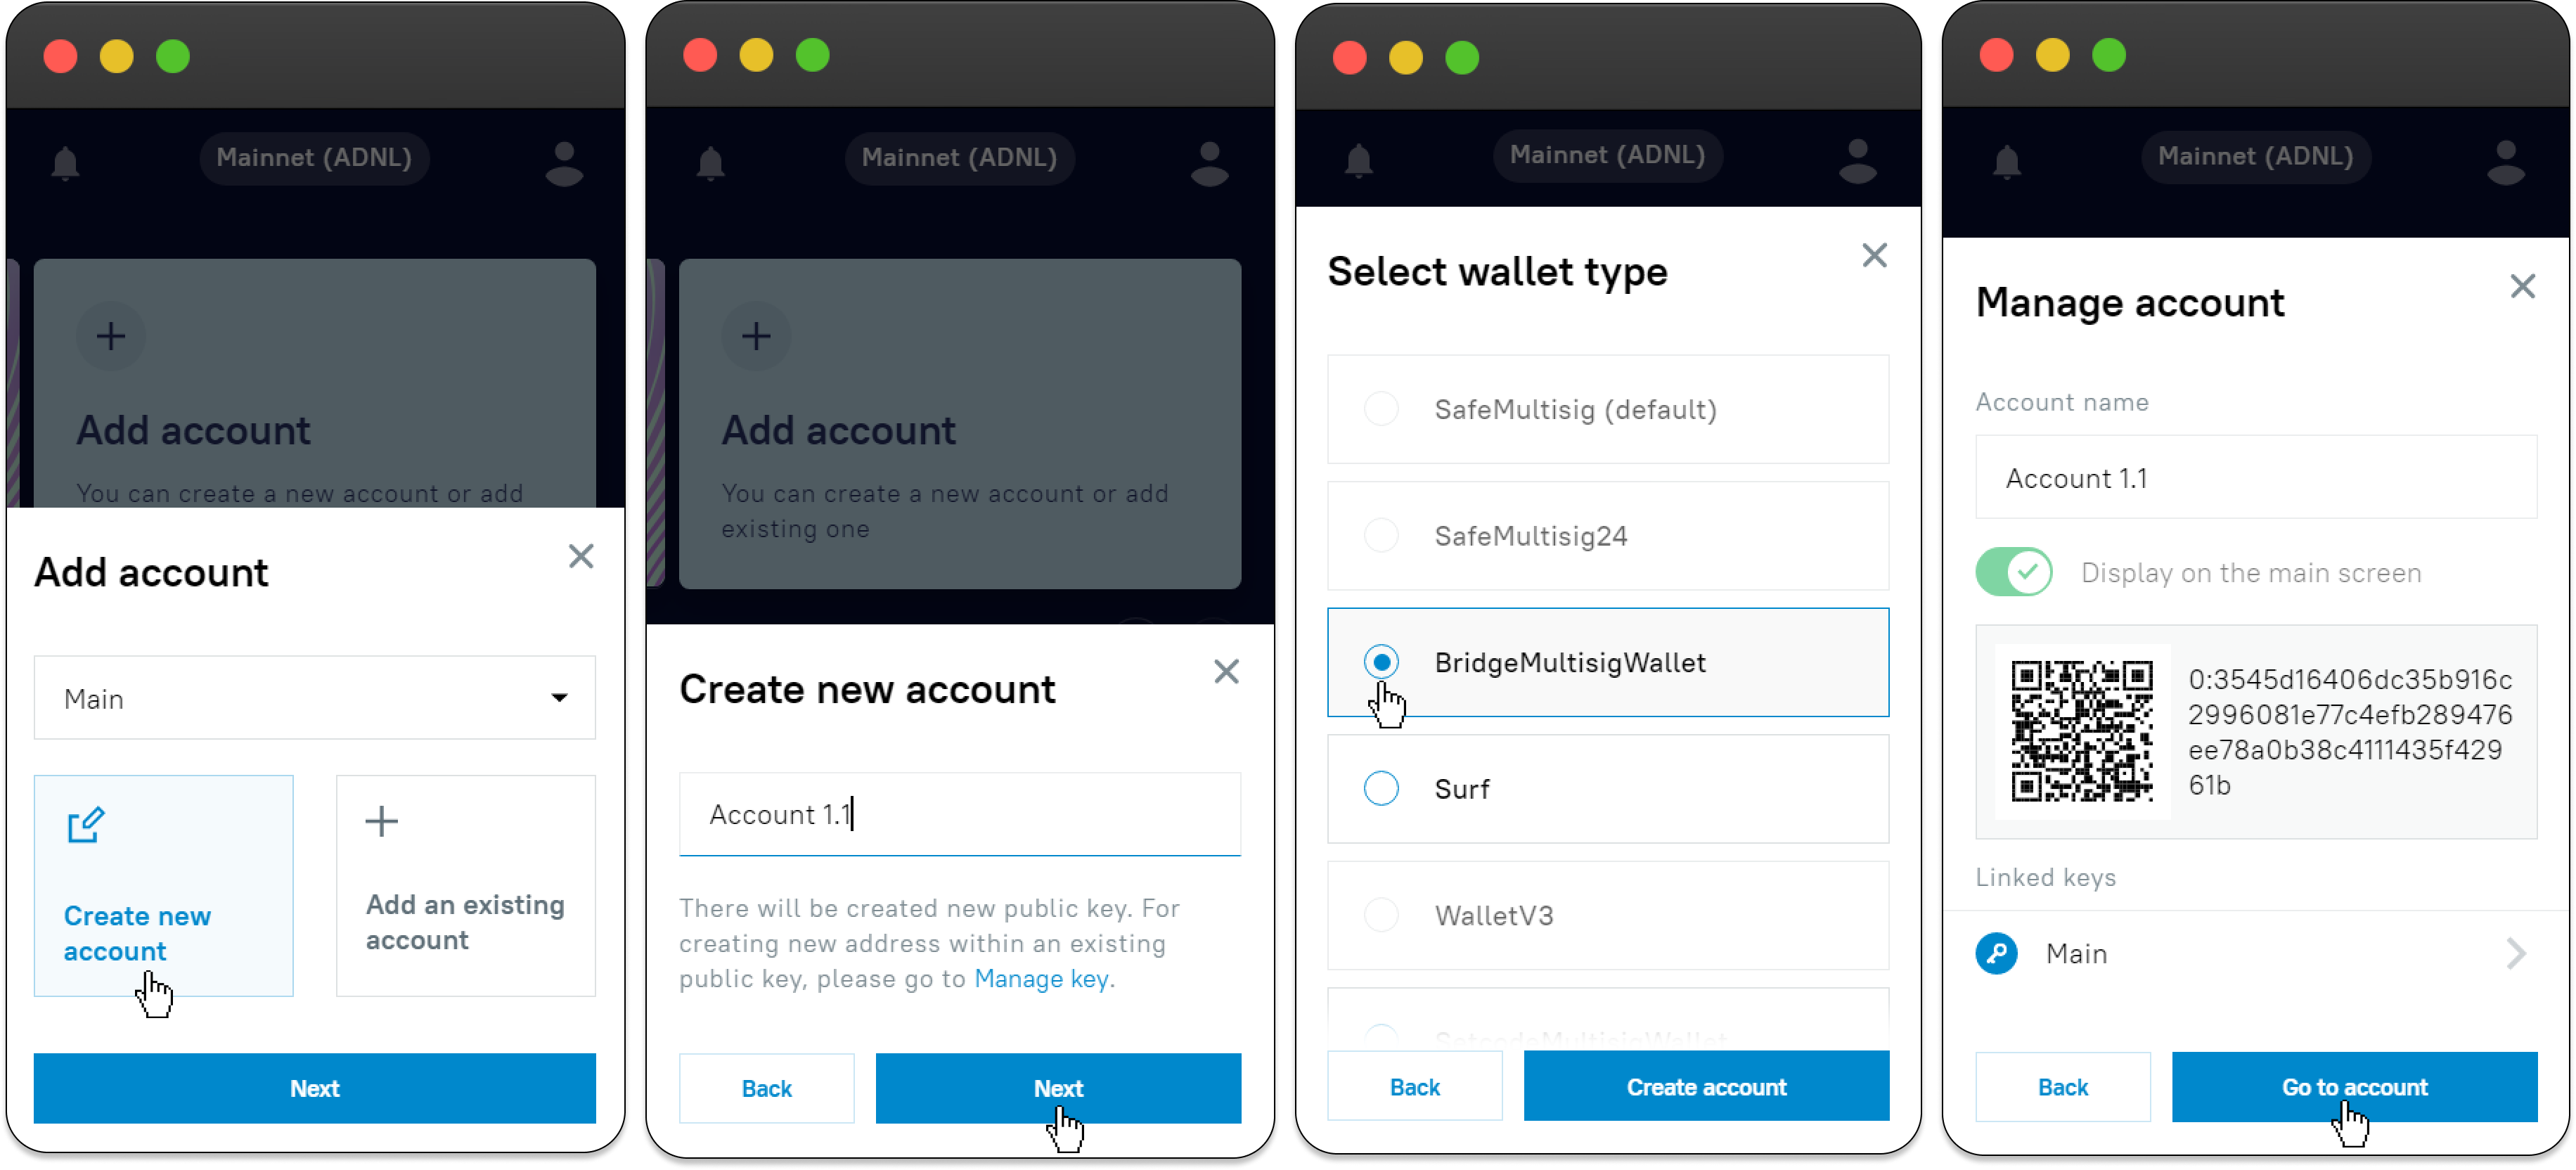 Mainnet (ADNL)
Add account
You can create a new account or add
Add account
Main
Create new
account
Add an existing
account
Next
Mainnet (ADNL)
Add account
You can create a new account or add
existing one
Create new account
Account 1.1
There will be created new public key. For
creating new address within an existing
public key, please go to Manage key.
Back
Next
Mainnet (ADNL)
Select wallet type
SafeMultisig (default)
SafeMultisig24
BridgeMultisigWallet
Surf
WalletV3
SetcodeMultisigWallet
Back
Create account
Mainnet (ADNL)
Manage account
Account name
Account 1.1
Display on the main screen
0:3545d16406dc35b916c
2996081e77c4efb289476
ee78a0b38c4111435f429
61b
Linked keys
Main
Back
Go to account